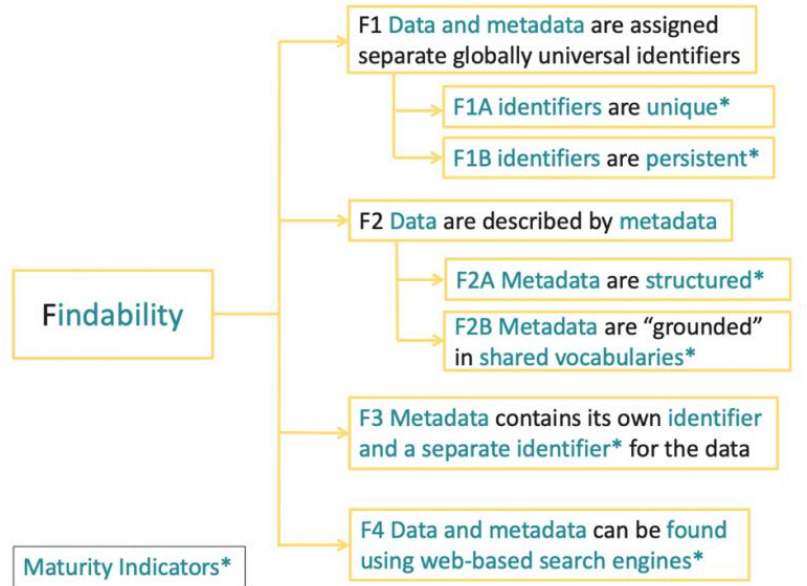 F1 Data and metadata are assigned
separate globally universal identifiers
F1A identifiers are unique*
F1B identifiers are persistent*
F2 Data are described by metadata
F2A Metadata are structured*
Findability
F2B Metadata are “grounded”
in shared vocabularies*
F3 Metadata contains its own identifier
and a separate identifier* for the data
F4 Data and metadata can be found
using web-based search engines*
Maturity Indicators*